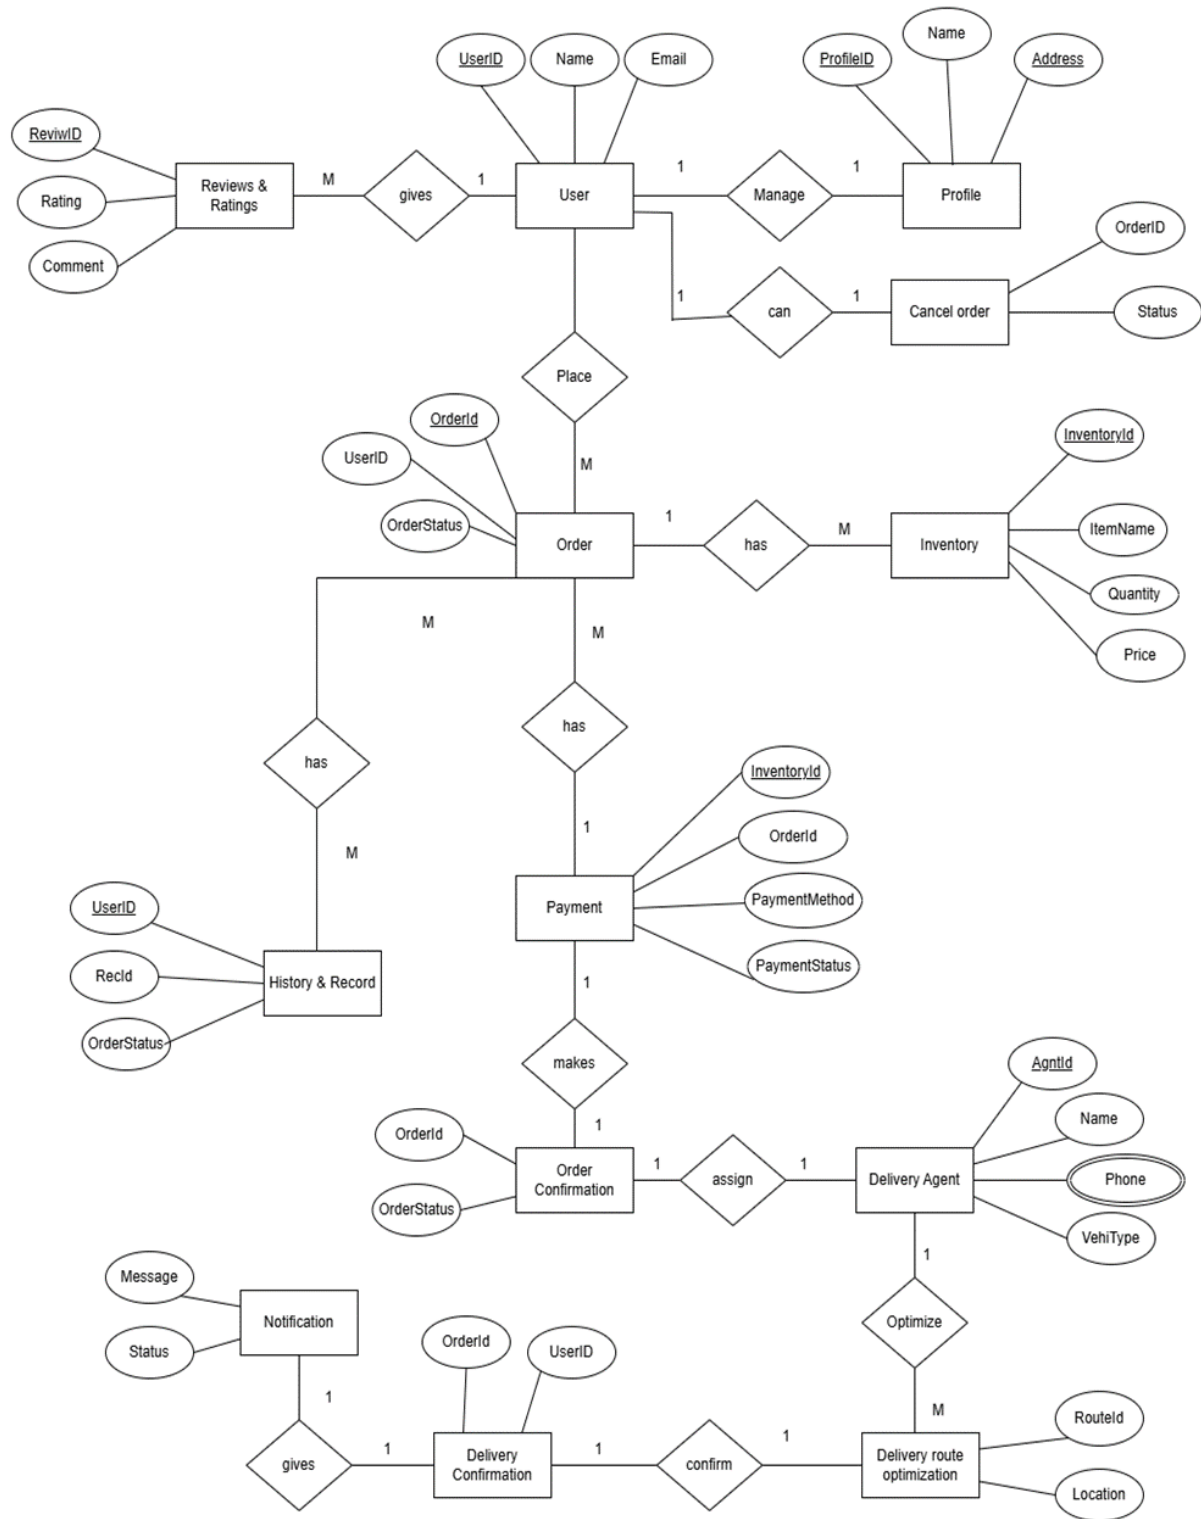 Name
UserID
Name
Email
ProfileID
Address
ReviwID
Reviews &
Ratings
M
gives
1
User
1
Manage
1
Profile
Rating
Comment
OrderID
1
can
1
Cancel order
Status
Place
OrderId
UserID
M
InventoryId
OrderStatus
Order
1
has
M
Inventory
ItemName
Quantity
Price
M
M
has
has
InventoryId
1
OrderId
M
Payment
PaymentMethod
PaymentStatus
UserID
RecId
History & Record
OrderStatus
1
makes
AgntId
Name
1
OrderId
Order
Confirmation
1
assign
1
Delivery Agent
Phone
OrderStatus
VehiType
1
Message
Notification
Status
Optimize
OrderId
UserID
1
M
RouteId
gives
1
Delivery
Confirmation
1
confirm
1
Delivery route
optimization
Location